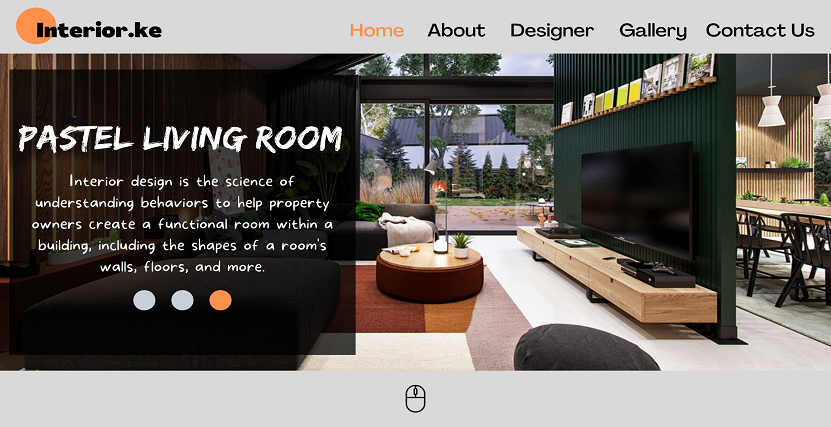 Interior.ke
Home About Designer Gallery Contact Us
PASTEL LIVING ROOM
Interior design is the science of
understanding behaviors to help property
owners create a functional room within a
building, including the shapes of a room's
walls, floors, and more.